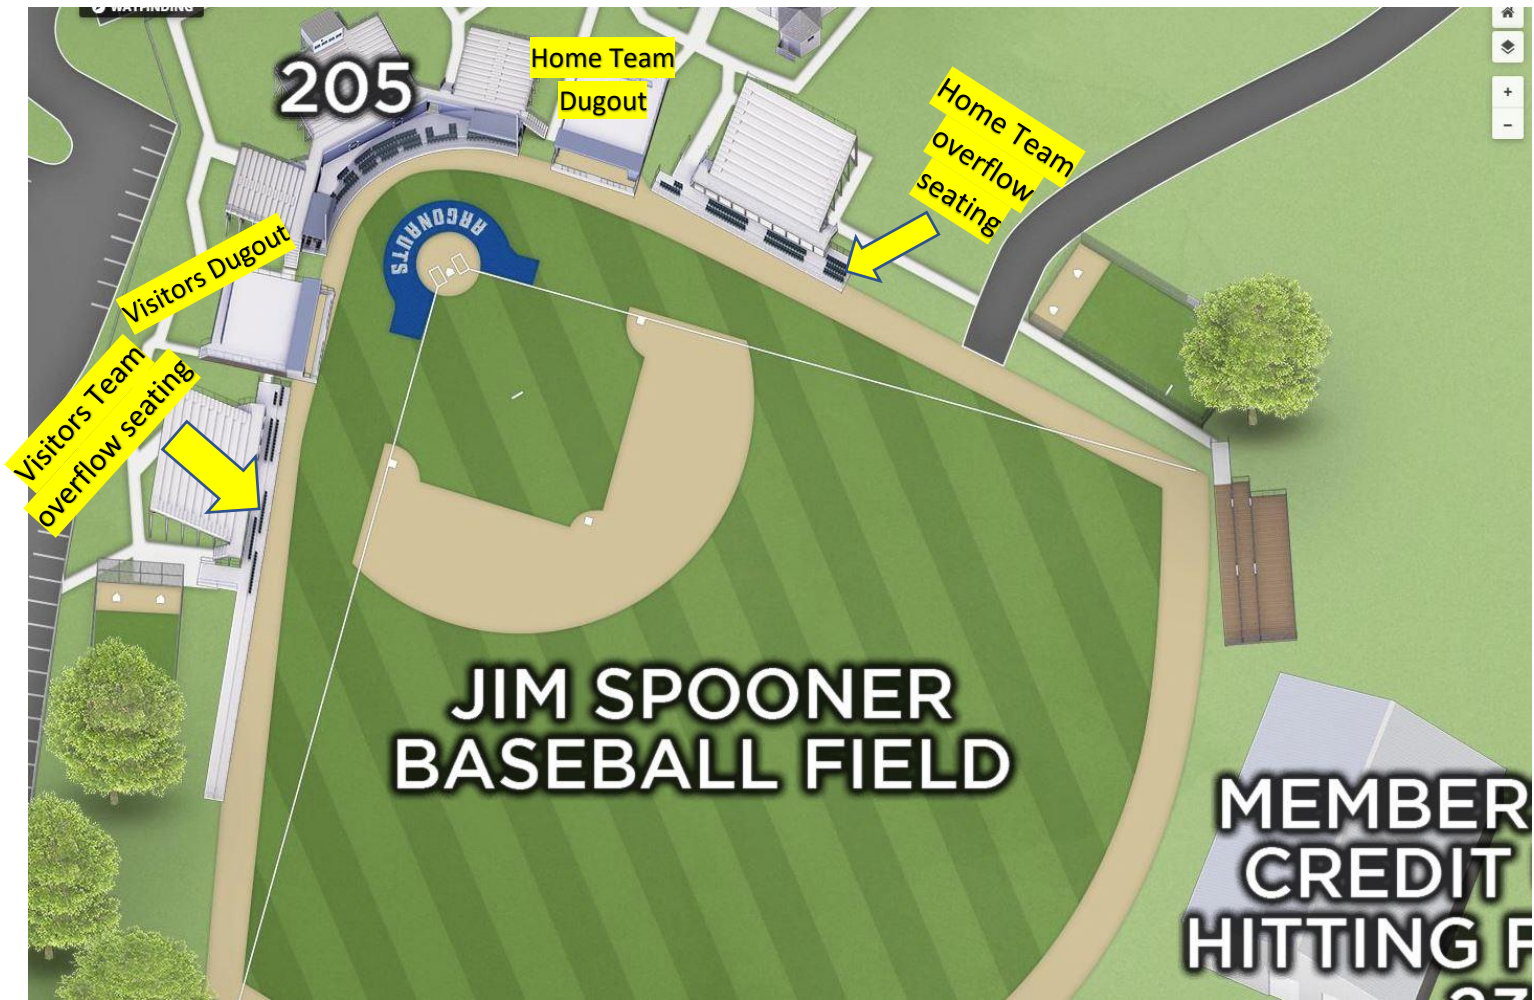 WAYFINDING
205
Home Team
Dugout
Home Team
overflow
seating
ARGONAUTS
Visitors Dugout
Visitors Team
overflow seating
JIM SPOONER
BASEBALL FIELD
MEMBER
CREDIT
HITTING F